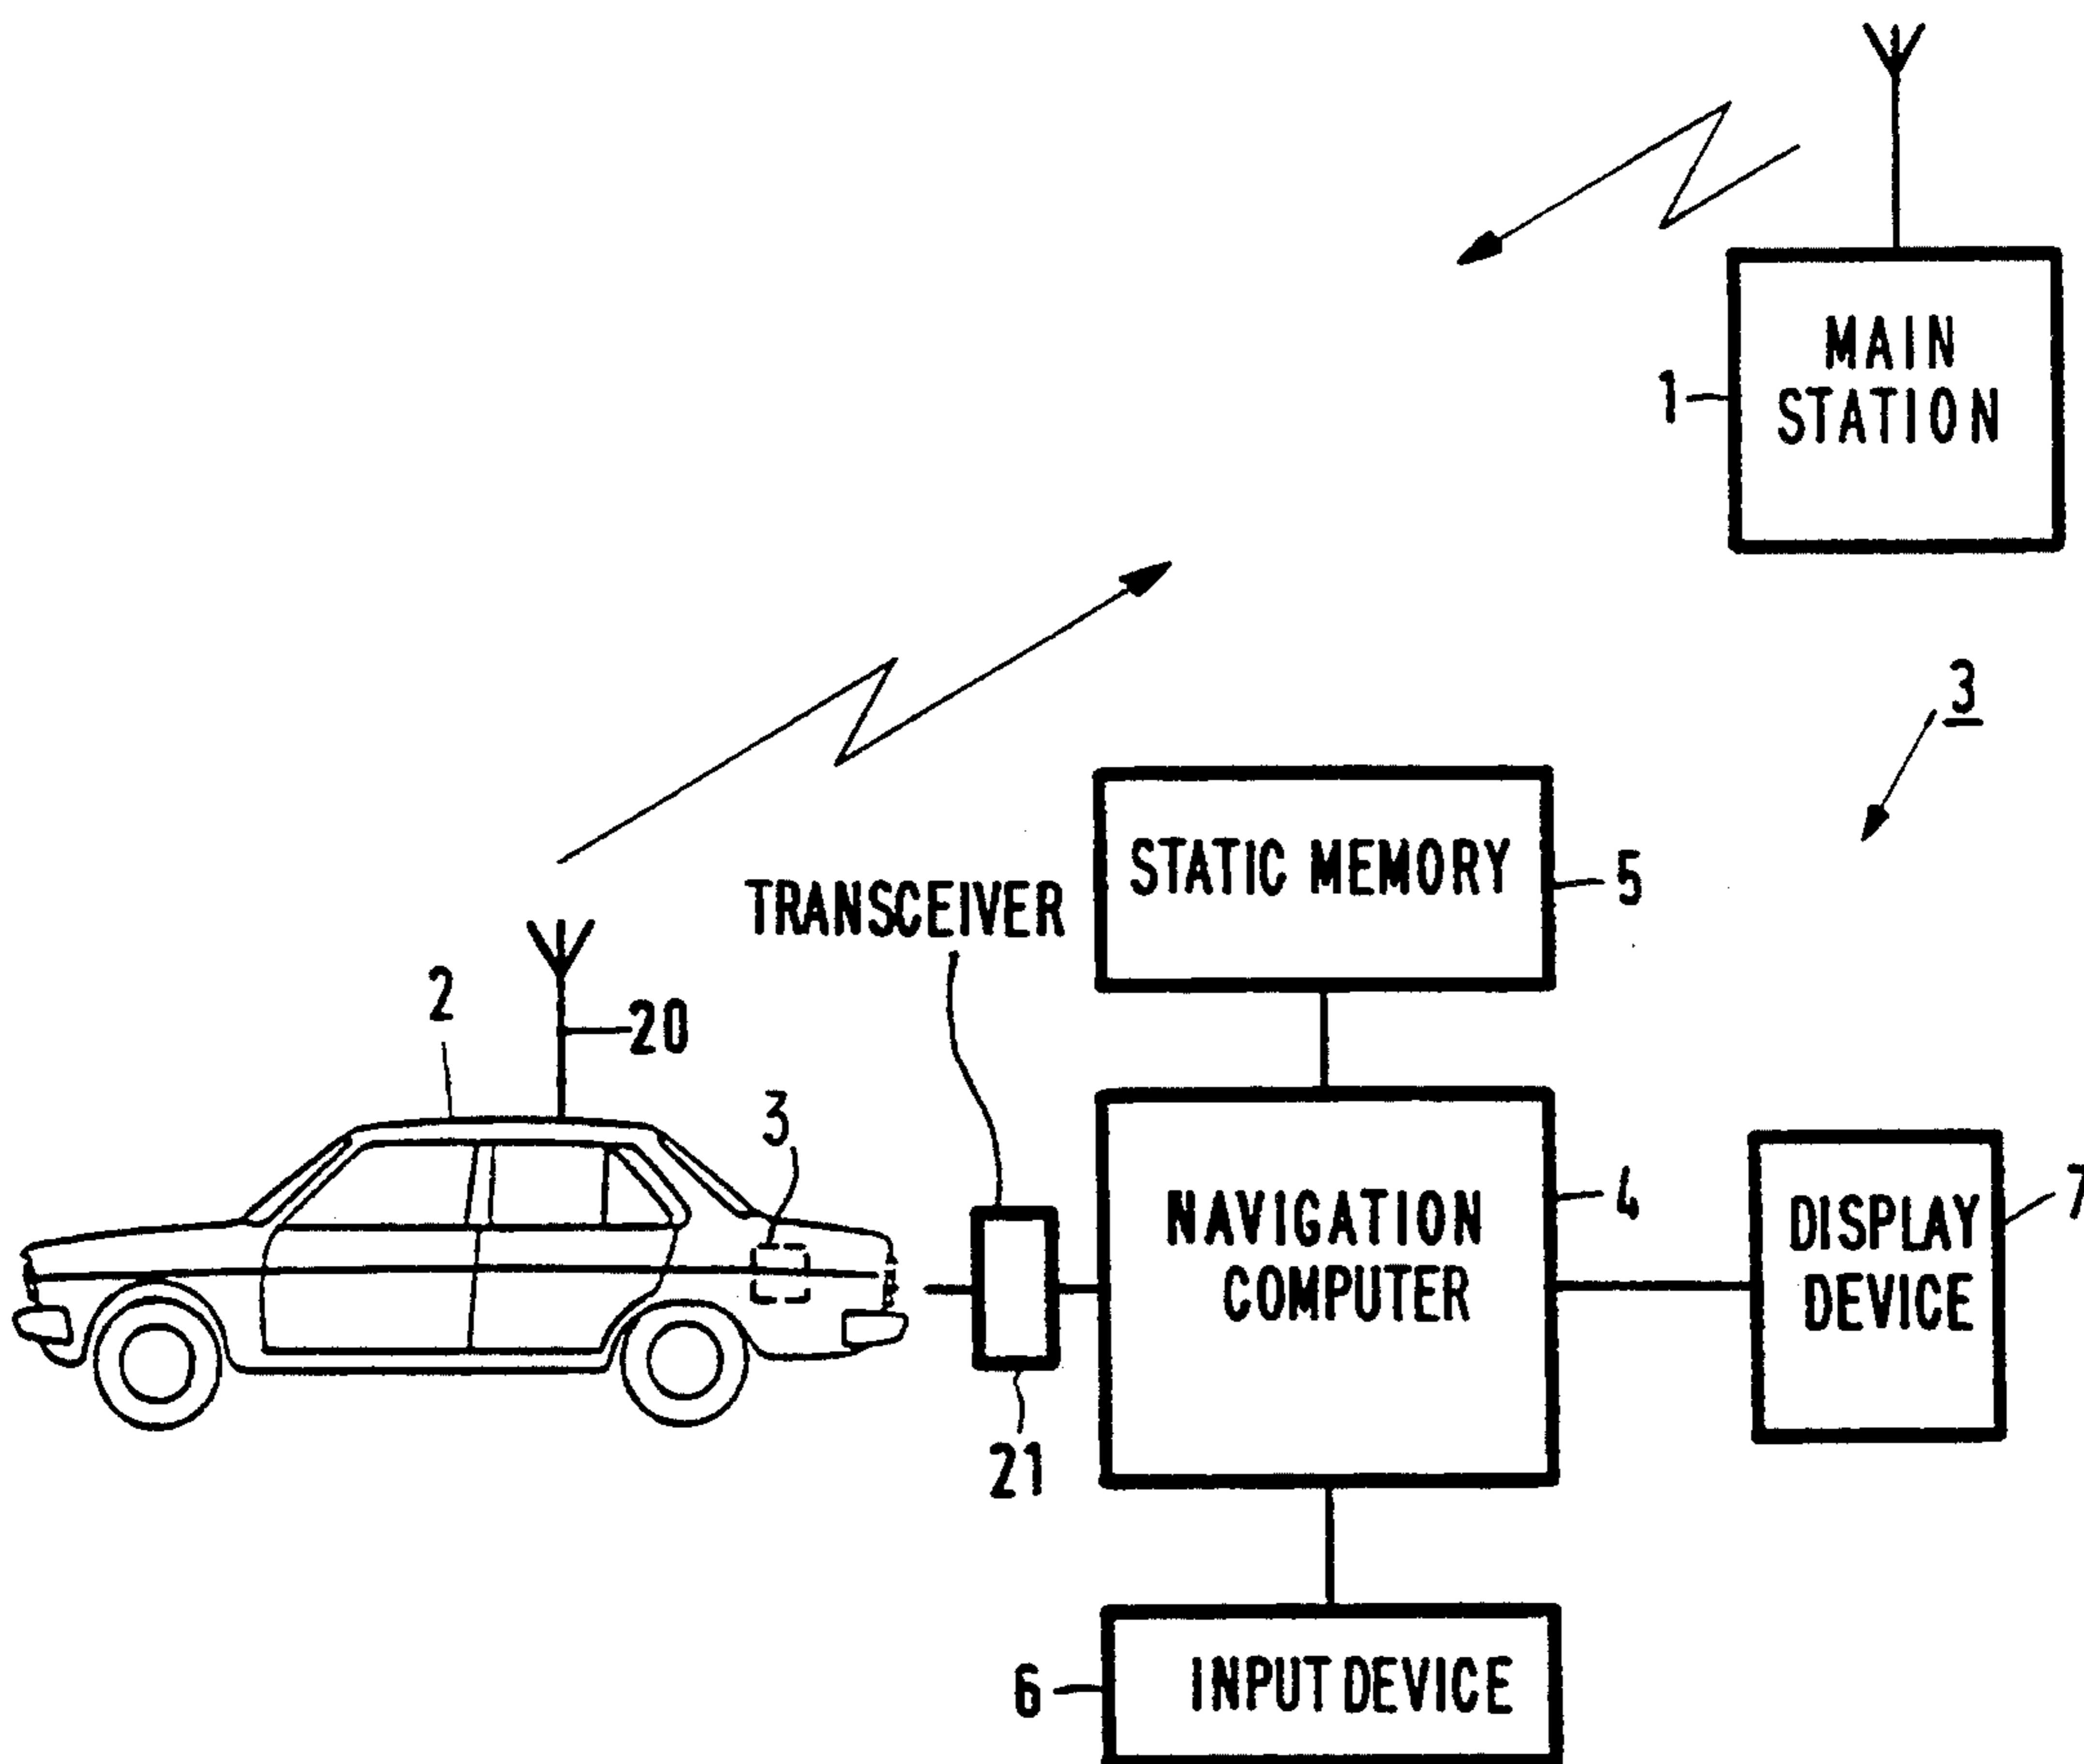 MAIN
STATION
1
3
STATIC MEMORY
5
TRANSCEIVER
2
20
3
NAVIGATION
COMPUTER
4
DISPLAY
DEVICE
7
21
INPUT DEVICE
6